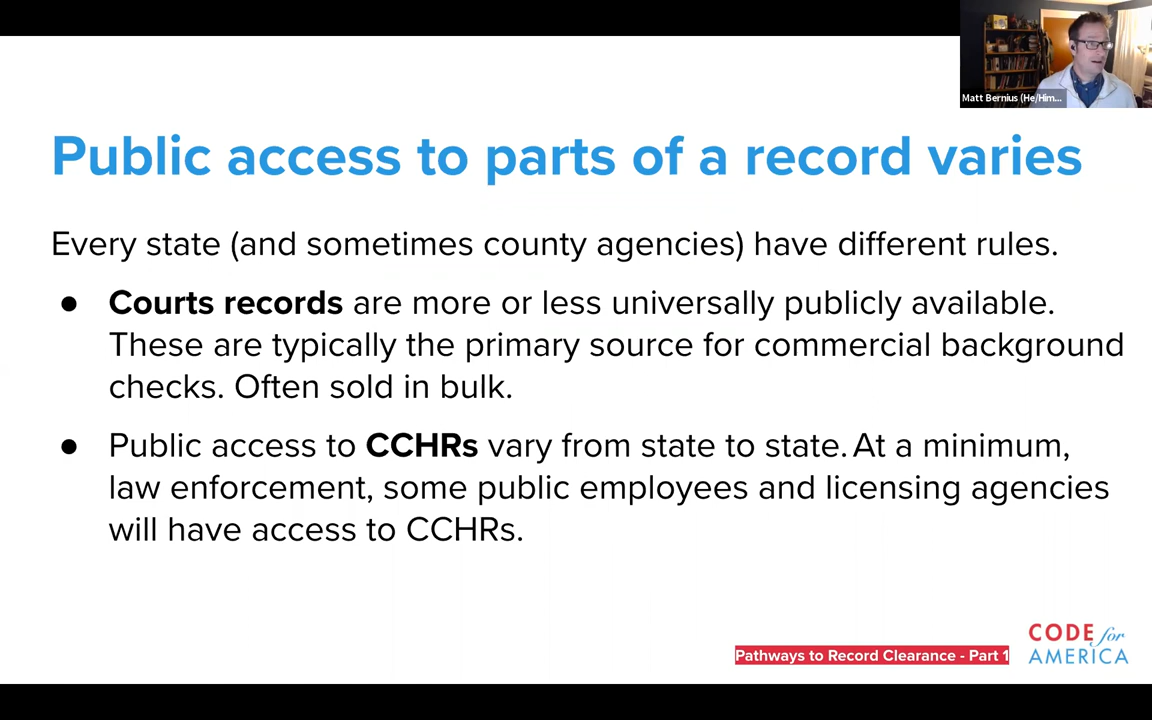 Matt Bernius (He/Him...
Public access to parts of a record varies
Every state (and sometimes county agencies) have different rules.
● Courts records are more or less universally publicly available.
These are typically the primary source for commercial background
checks. Often sold in bulk.
● Public access to CCHRs vary from state to state. At a minimum,
law enforcement, some public employees and licensing agencies
will have access to CCHRs.
Pathways to Record Clearance - Part 1
CODE for
AMERICA